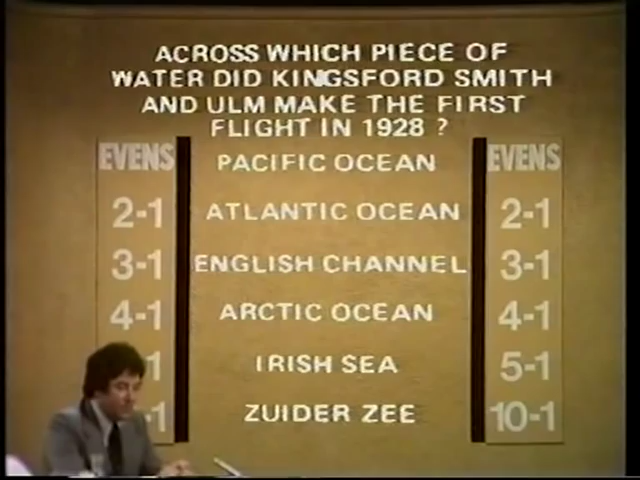 ACROSS WHICH PIECE OF
WATER DID KINGSFORD SMITH
AND ULM MAKE THE FIRST
FLIGHT IN 1928 ?
EVENS PACIFIC OCEAN EVENS
2-1 ATLANTIC OCEAN 2-1
3-1 ENGLISH CHANNEL 3-1
4-1 ARCTIC OCEAN 4-1
1 IRISH SEA 5-1
-1 ZUIDER ZEE 10-1